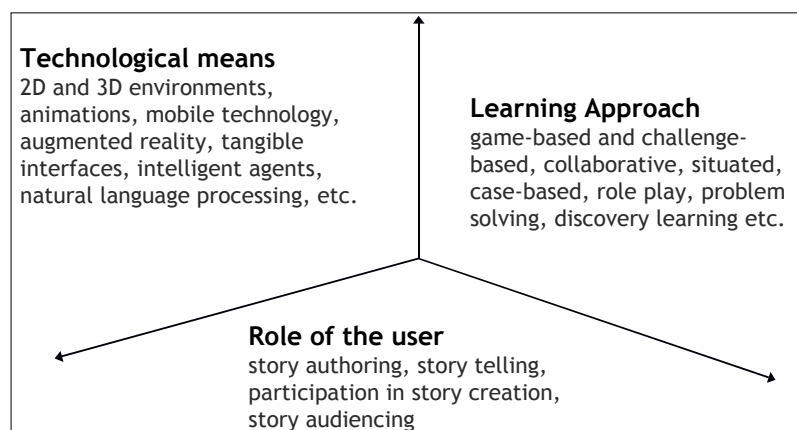 Technological means
2D and 3D environments,
animations, mobile technology,
augmented reality, tangible
interfaces, intelligent agents,
natural language processing, etc.
Learning Approach
game-based and challenge-
based, collaborative, situated,
case-based, role play, problem
solving, discovery learning etc.
Role of the user
story authoring, story telling,
participation in story creation,
story audiencing